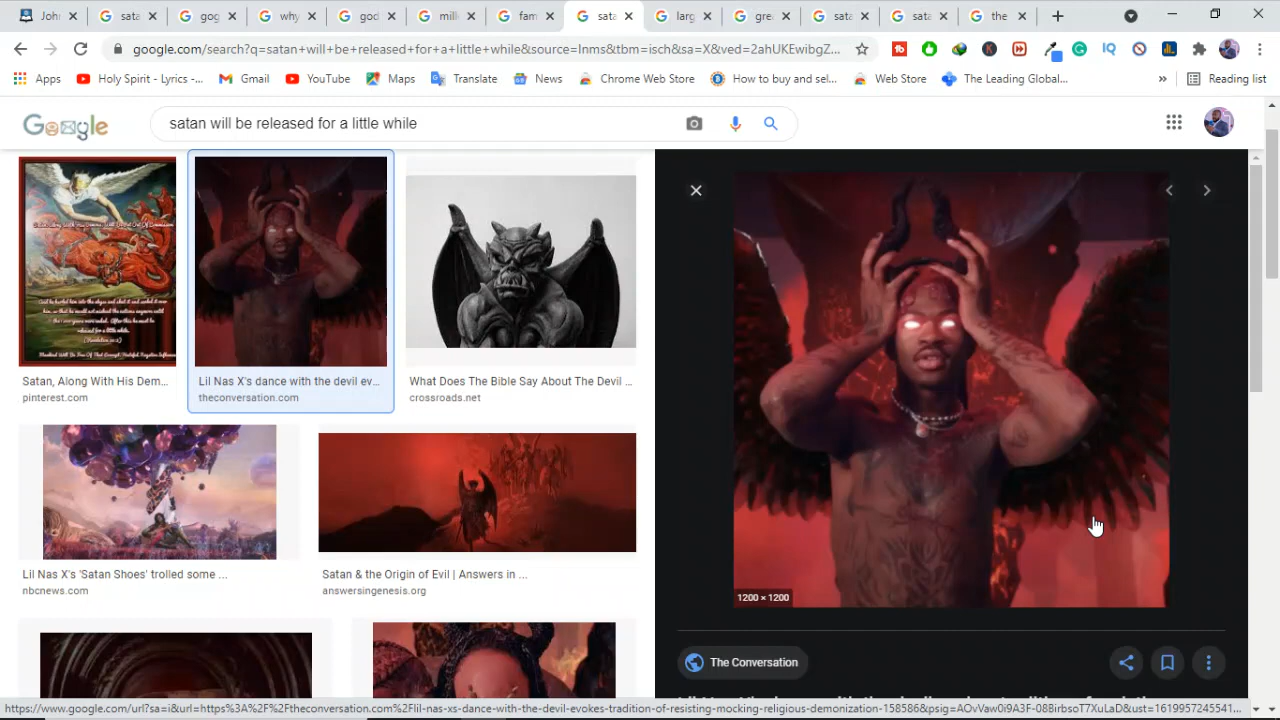 Joh
sata
gog
why
god
milk
fam
sata
larg
gre
sata
sata
the
google.com/search?q=satan+will+be+released+for+a+little+while&source=lnms&tbm=isch&sa=X&ved=2ahUKEwibgZ...
Apps
Holy Spirit - Lyrics -...
Gmail
YouTube
Maps
Translate
News
Chrome Web Store
How to buy and sel...
Web Store
The Leading Global...
»
Reading list
Google
satan will be released for a little while
Satan, Along With His Dem...
pinterest.com
Lil Nas X's dance with the devil ev...
theconversation.com
What Does The Bible Say About The Devil ...
crossroads.net
1200 × 1200
Lil Nas X's 'Satan Shoes' trolled some ...
nbcnews.com
Satan & the Origin of Evil | Answers in ...
answersingenesis.org
The Conversation
https://www.google.com/url?sa=i&url=https%3A%2F%2Ftheconversation.com%2Flil-nas-xs-dance-with-the-devil-evokes-tradition-of-resisting-mocking-religious-demonization-158586&psig=AOvVaw0i9A3F-088irbsoT7XuLaD&ust=1619957245541...